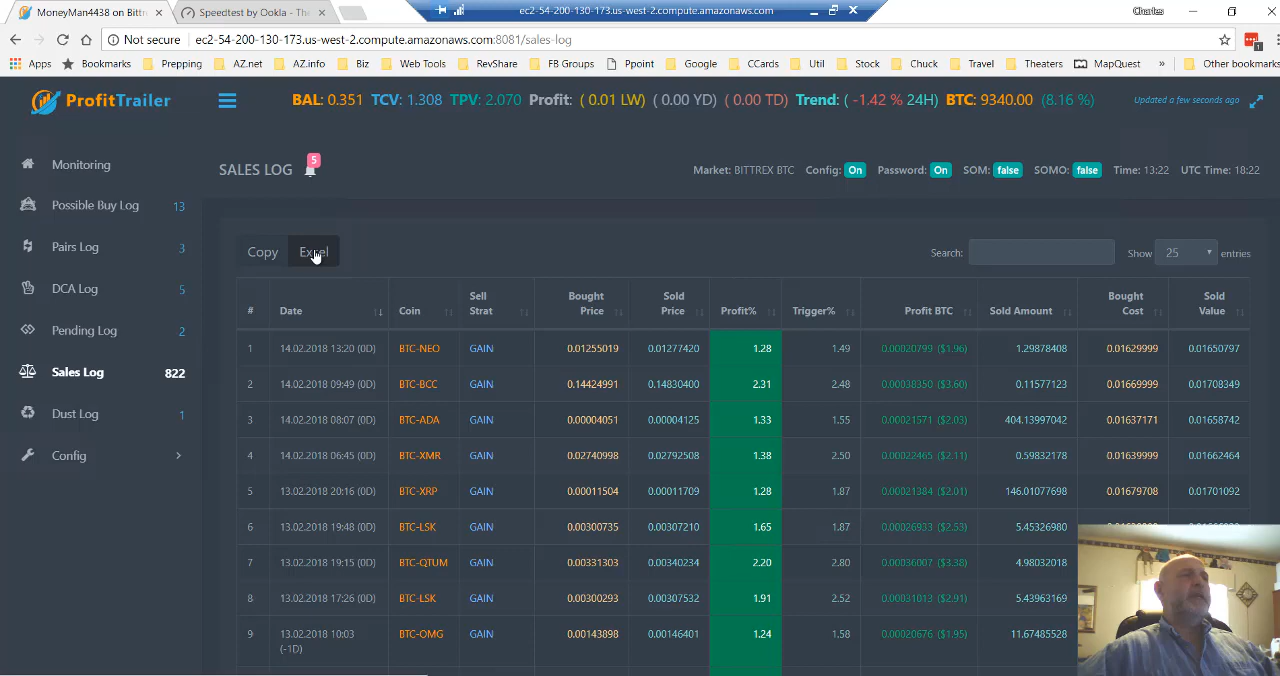 MoneyMan4438 on Bittr
Speedtest by Ookla - The
ec2-54-200-130-173.us-west-2.compute.amazonaws.com
Charles
Not secure
ec2-54-200-130-173.us-west-2.compute.amazonaws.com:8081/sales-log
Apps Bookmarks Prepping AZ.net AZ.info Biz Web Tools RevShare FB Groups Ppoint Google CCards Util Stock Chuck Travel Theaters MapQuest » Other bookmarks
ProfitTrailer
BAL: 0.351 TCV: 1.308 TPV: 2.070 Profit: ( 0.01 LW) ( 0.00 YD) ( 0.00 TD) Trend: ( -1.42 % 24H) BTC: 9340.00 (8.16 %)
Updated a few seconds ago
Monitoring
Possible Buy Log 13
Pairs Log 3
DCA Log 5
Pending Log 2
Sales Log 822
Dust Log 1
Config
SALES LOG 5
Market: BITTREX BTC Config: On Password: On SOM: false SOMO: false Time: 13:22 UTC Time: 18:22
Copy Excel
Search:
Show 25 entries
# Date Coin Sell Strat Bought Price Sold Price Profit% Trigger% Profit BTC Sold Amount Bought Cost Sold Value
1 14.02.2018 13:20 (0D) BTC-NEO GAIN 0.01255019 0.01277420 1.28 1.49 0.00020799 ($1.96) 1.29878408 0.01629999 0.01650797
2 14.02.2018 09:49 (0D) BTC-BCC GAIN 0.14424991 0.14830400 2.31 2.48 0.00038350 ($3.60) 0.11577123 0.01669999 0.01708349
3 14.02.2018 08:07 (0D) BTC-ADA GAIN 0.00004051 0.00004125 1.33 1.55 0.00021571 ($2.03) 404.13997042 0.01637171 0.01658742
4 14.02.2018 06:45 (0D) BTC-XMR GAIN 0.02740998 0.02792508 1.38 2.50 0.00022465 ($2.11) 0.59832178 0.01639999 0.01662464
5 13.02.2018 20:16 (0D) BTC-XRP GAIN 0.00011504 0.00011709 1.28 1.87 0.00021384 ($2.01) 146.01077698 0.01679708 0.01701092
6 13.02.2018 19:48 (0D) BTC-LSK GAIN 0.00300735 0.00307210 1.65 1.87 0.00026933 ($2.53) 5.45326980
7 13.02.2018 19:15 (0D) BTC-QTUM GAIN 0.00331303 0.00340234 2.20 2.80 0.00036007 ($3.38) 4.98032018
8 13.02.2018 17:26 (0D) BTC-LSK GAIN 0.00300293 0.00307532 1.91 2.52 0.00031013 ($2.91) 5.43963169
9 13.02.2018 10:03 BTC-OMG GAIN 0.00143898 0.00146401 1.24 1.58 0.00020676 ($1.95) 11.67485528
(-1D)